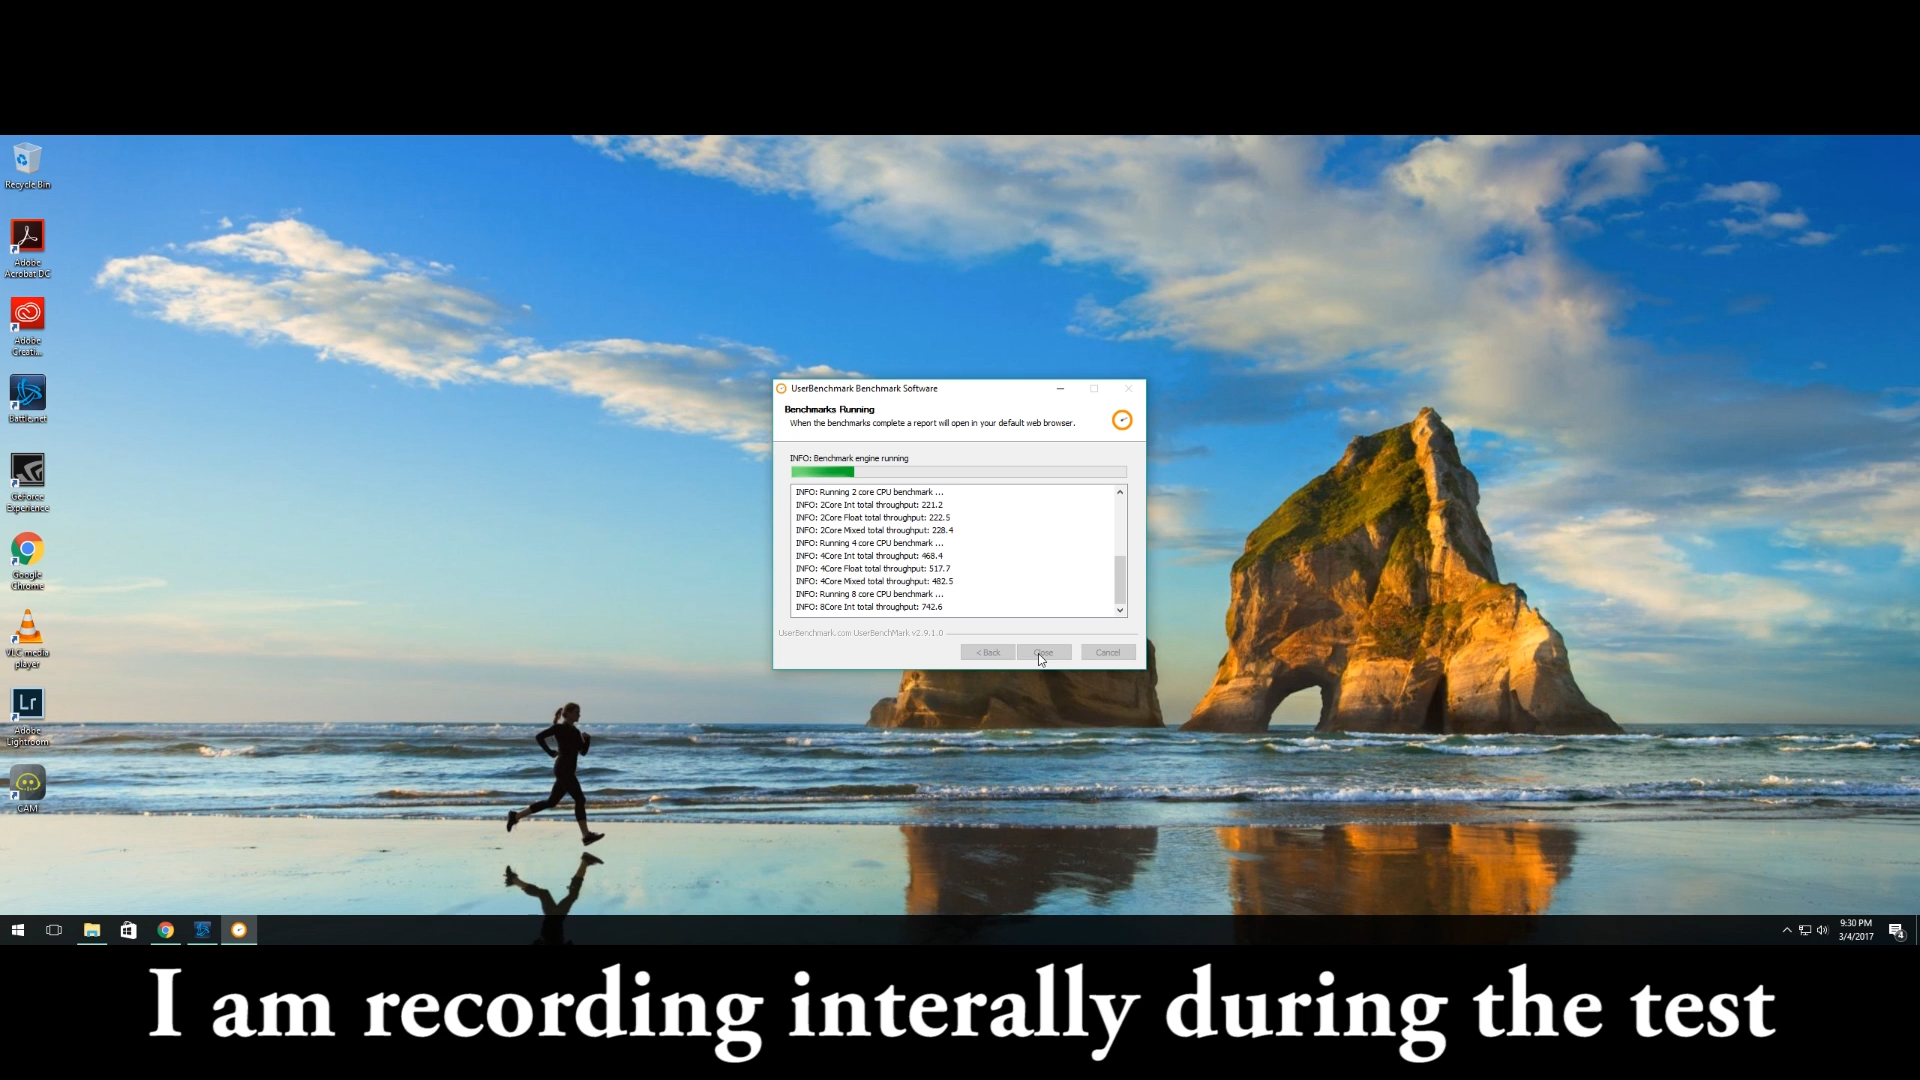 Recycle Bin
Adobe
Acrobat DC
Adobe
Creati...
Battle.net
GeForce
Experience
Google
Chrome
VLC media
player
Lr
Adobe
Lightroom
CAM
UserBenchmark Benchmark Software
Benchmarks Running
When the benchmarks complete a report will open in your default web browser.
INFO: Benchmark engine running
INFO: Running 2 core CPU benchmark ...
INFO: 2Core Int total throughput: 221.2
INFO: 2Core Float total throughput: 222.5
INFO: 2Core Mixed total throughput: 228.4
INFO: Running 4 core CPU benchmark ...
INFO: 4Core Int total throughput: 468.4
INFO: 4Core Float total throughput: 517.7
INFO: 4Core Mixed total throughput: 482.5
INFO: Running 8 core CPU benchmark ...
INFO: 8Core Int total throughput: 742.6
UserBenchmark.com UserBenchMark v2.9.1.0
< Back Close Cancel
9:30 PM
3/4/2017
4
I am recording interally during the test